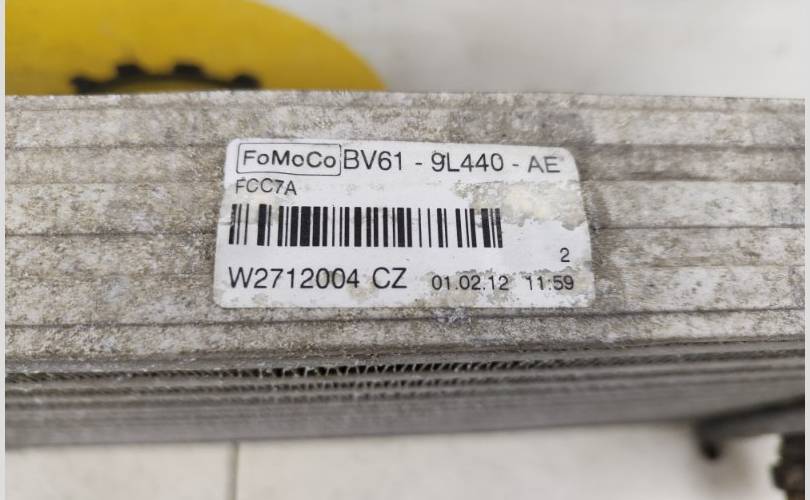 FoMoCo BV61 - 9L440 - AE
FCC7A
2
W2712004 CZ 01.02.12 11:59